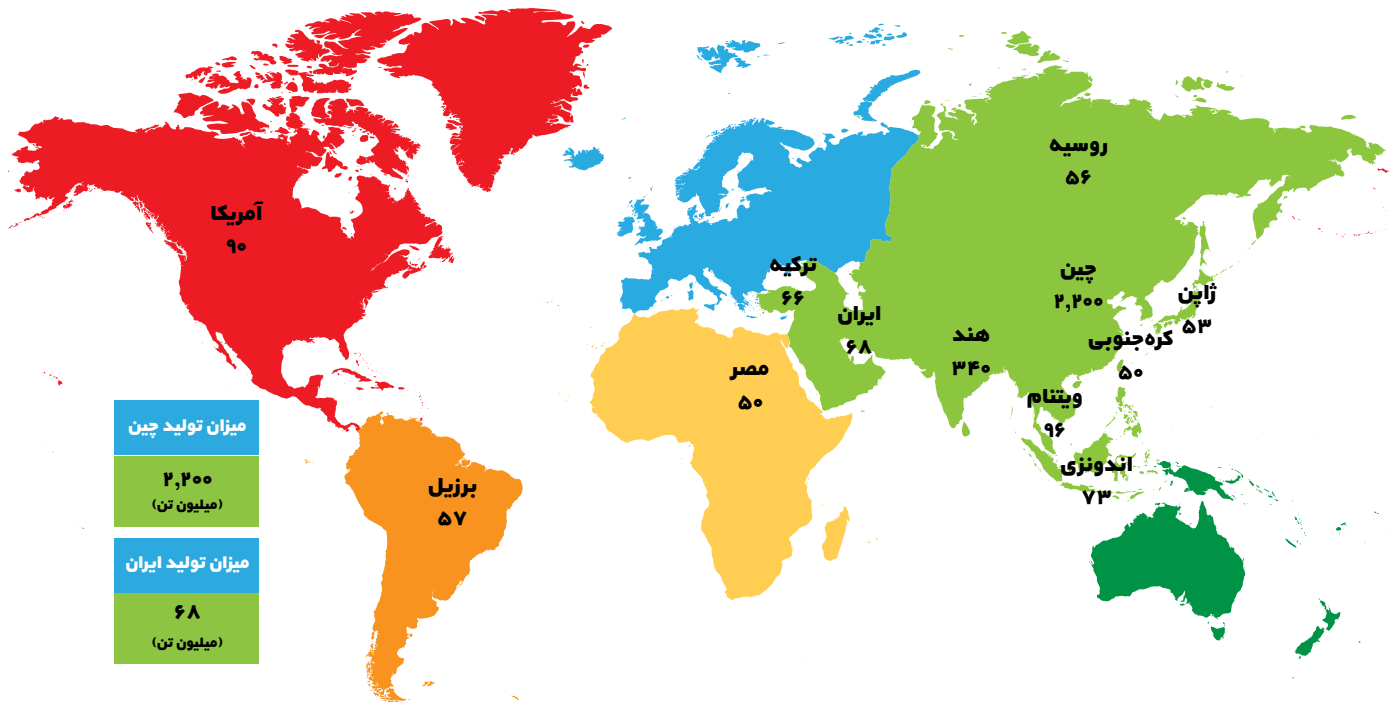 روسیه
۵۶
آمریکا
۹۰
ترکیه
۶۶
چین
۲,۲۰۰
ژاپن
۵۳
ایران
۶۸
هند
۳۴۰
کره‌جنوبی
۵۰
مصر
۵۰
ویتنام
۹۶
اندونزی
۷۳
برزیل
۵۷
میزان تولید چین
۲,۲۰۰
(میلیون تن)
میزان تولید ایران
۶۸
(میلیون تن)